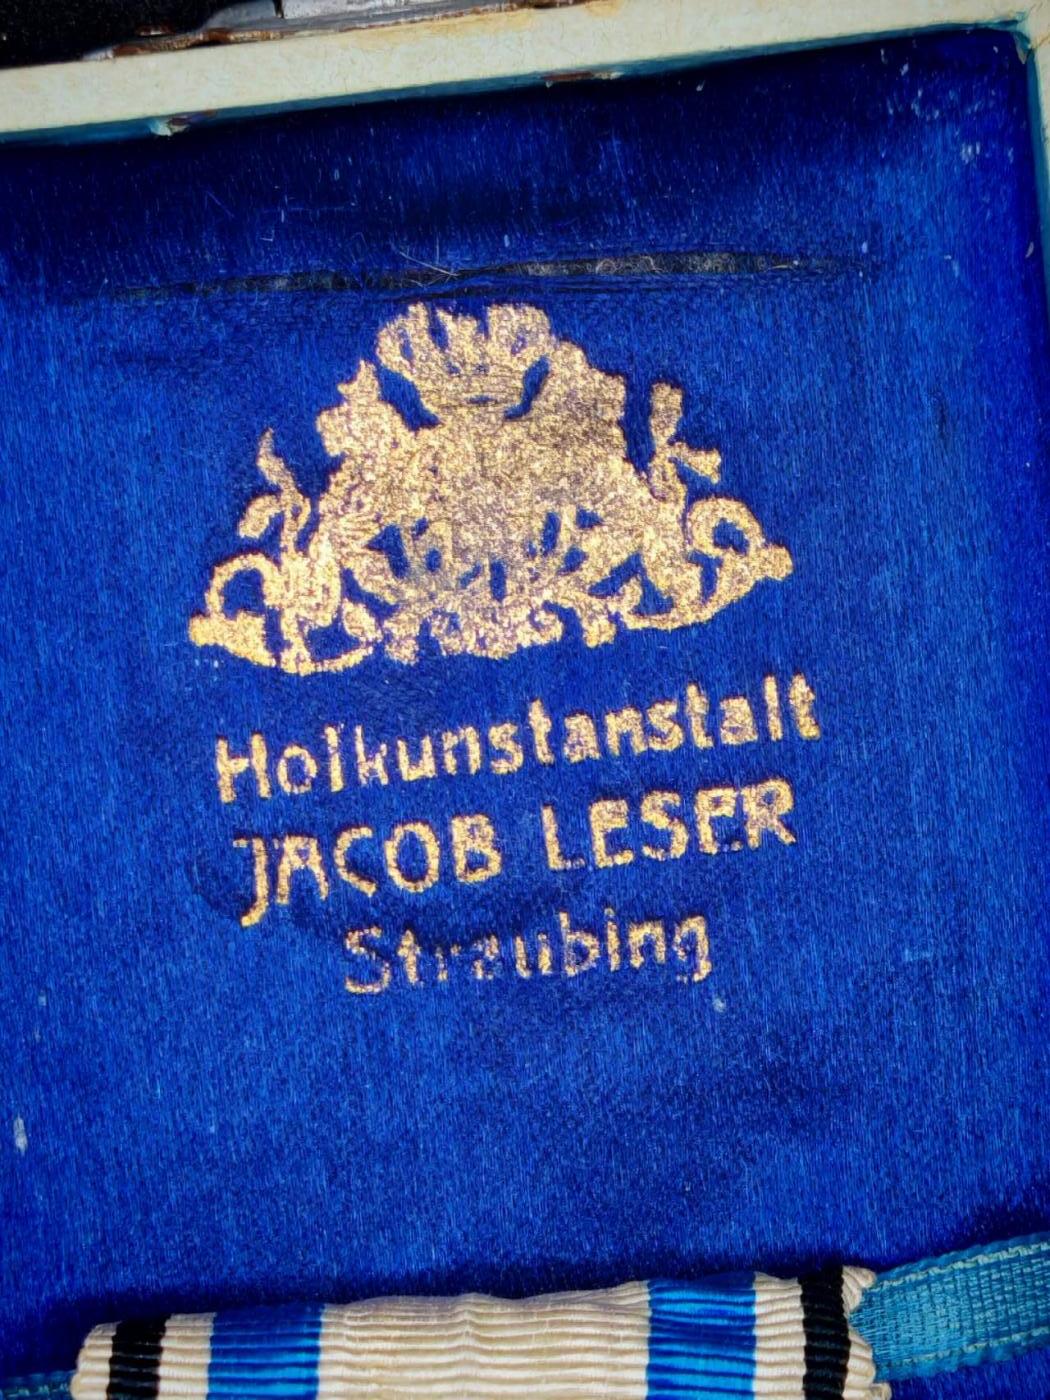 Hofkunstanstalt
JACOB LESER
Straubing